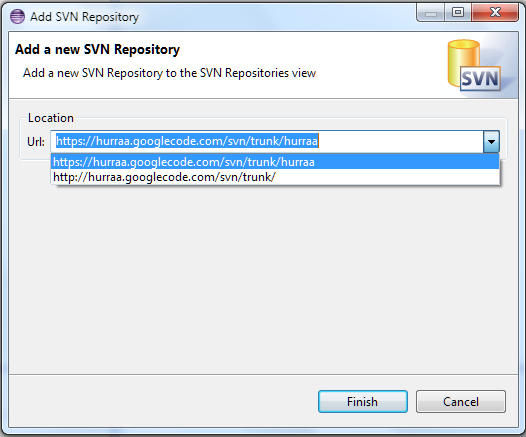 Add SVN Repository
Add a new SVN Repository
Add a new SVN Repository to the SVN Repositories view
SVN
Location
Url: https://hurraa.googlecode.com/svn/trunk/hurraa
https://hurraa.googlecode.com/svn/trunk/hurraa
http://hurraa.googlecode.com/svn/trunk/
Finish Cancel